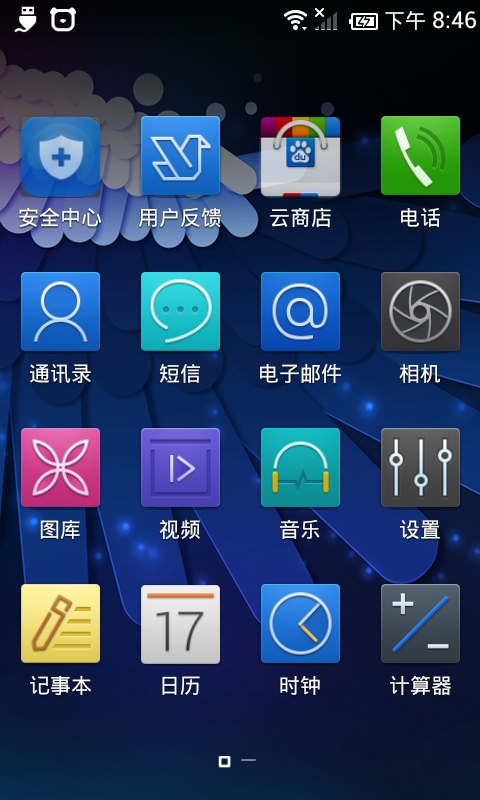 下午 8:46
du
安全中心 用户反馈 云商店 电话
通讯录 短信 电子邮件 相机
图库 视频 音乐 设置
17
记事本 日历 时钟 计算器